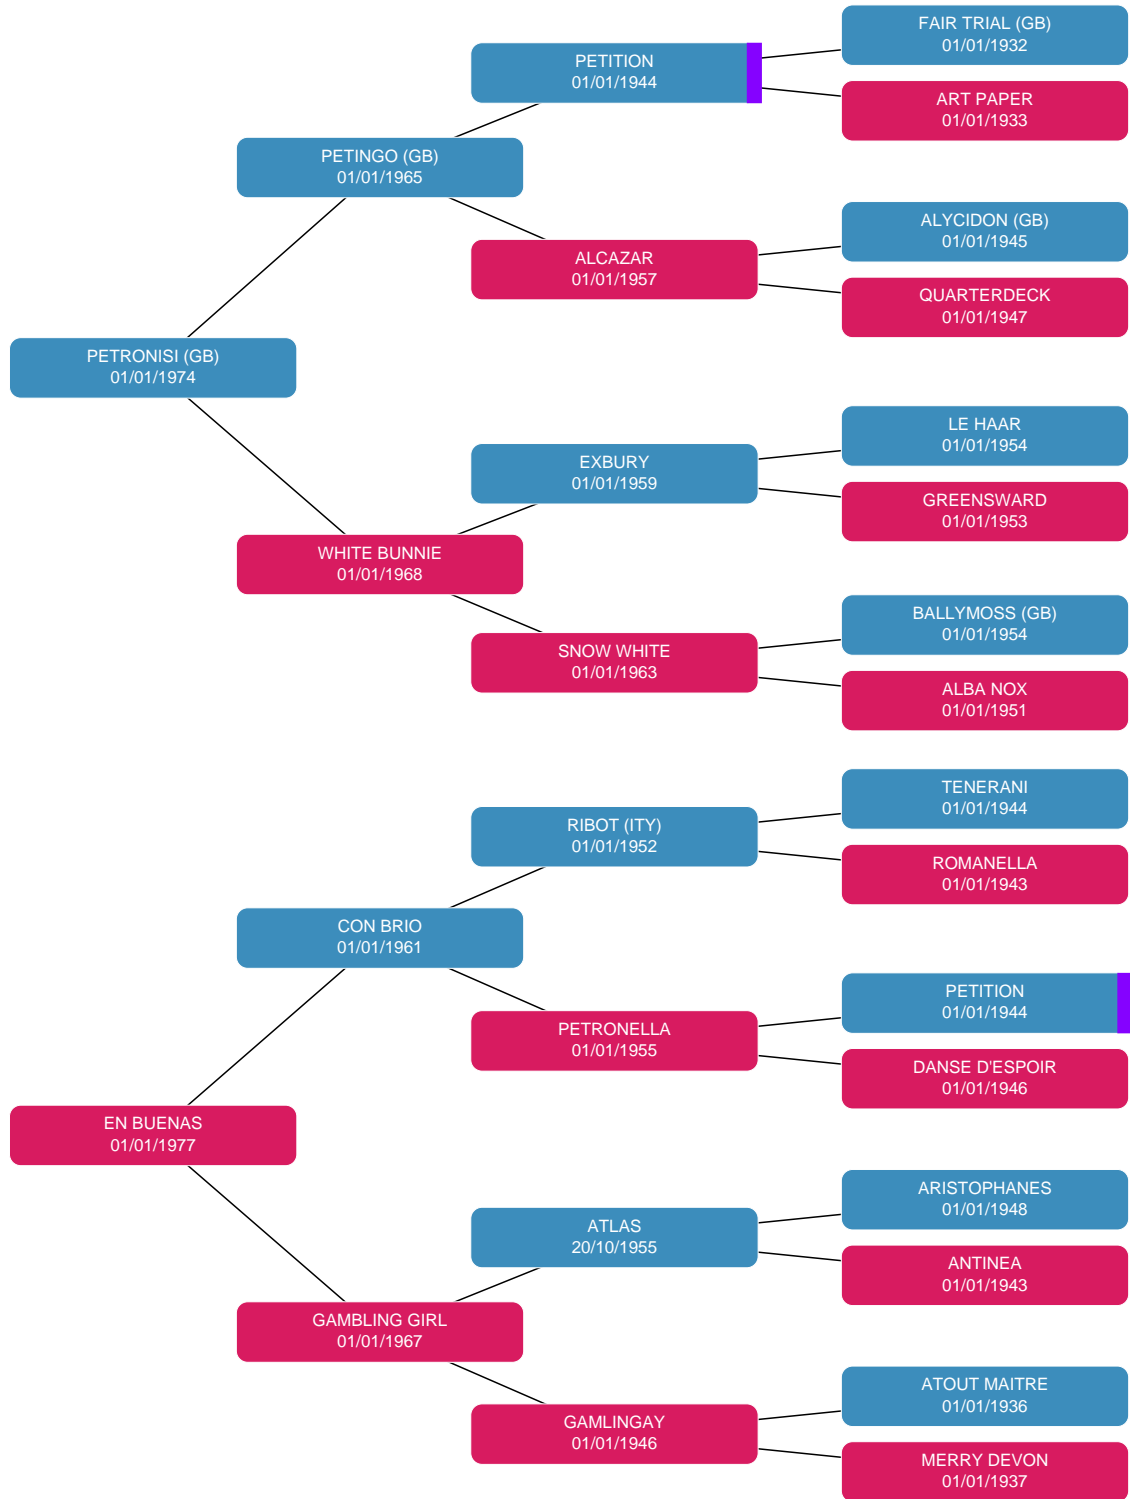 FAIR TRIAL (GB)
01/01/1932
PETITION
01/01/1944
ART PAPER
01/01/1933
PETINGO (GB)
01/01/1965
ALYCIDON (GB)
01/01/1945
ALCAZAR
01/01/1957
QUARTERDECK
01/01/1947
PETRONISI (GB)
01/01/1974
LE HAAR
01/01/1954
EXBURY
01/01/1959
GREENSWARD
01/01/1953
WHITE BUNNIE
01/01/1968
BALLYMOSS (GB)
01/01/1954
SNOW WHITE
01/01/1963
ALBA NOX
01/01/1951
TENERANI
01/01/1944
RIBOT (ITY)
01/01/1952
ROMANELLA
01/01/1943
CON BRIO
01/01/1961
PETITION
01/01/1944
PETRONELLA
01/01/1955
DANSE D'ESPOIR
01/01/1946
EN BUENAS
01/01/1977
ARISTOPHANES
01/01/1948
ATLAS
20/10/1955
ANTINEA
01/01/1943
GAMBLING GIRL
01/01/1967
ATOUT MAITRE
01/01/1936
GAMLINGAY
01/01/1946
MERRY DEVON
01/01/1937